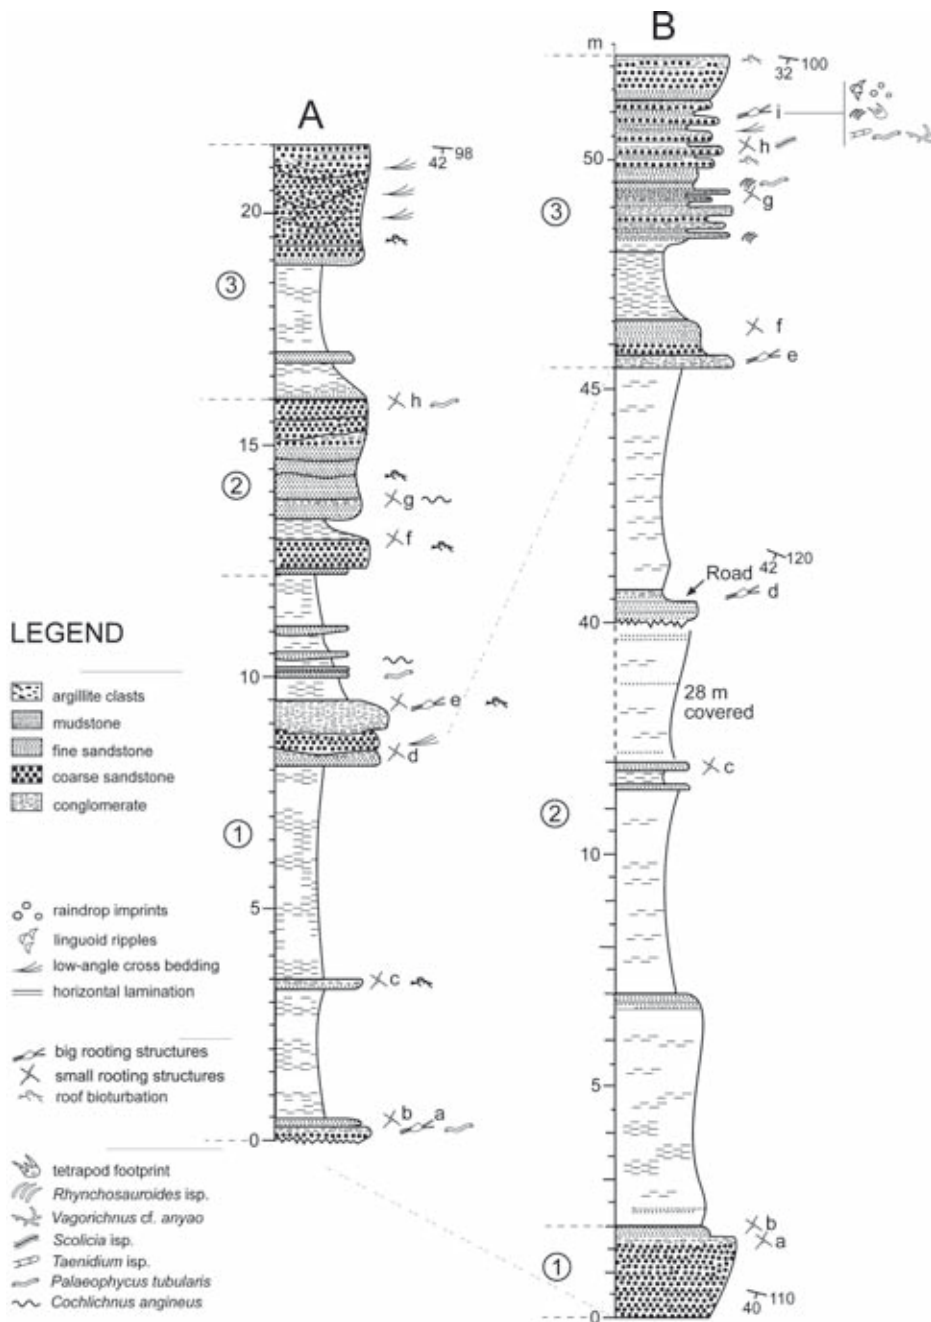 A
B
m
42 98
20
3
15
h
2
g
f
10
e
d
1
5
c
b a
0
32 100
i
h
50
g
3
f
e
45
42 120
Road
d
40
28 m
covered
c
2
10
5
b
a
1
40 110
0
LEGEND
argillite clasts
mudstone
fine sandstone
coarse sandstone
conglomerate
raindrop imprints
linguoid ripples
low-angle cross bedding
horizontal lamination
big rooting structures
small rooting structures
roof bioturbation
tetrapod footprint
Rhynchosauroides isp.
Vagorichnus cf. anyao
Scolicia isp.
Taenidium isp.
Palaeophycus tubularis
Cochlichnus angineus